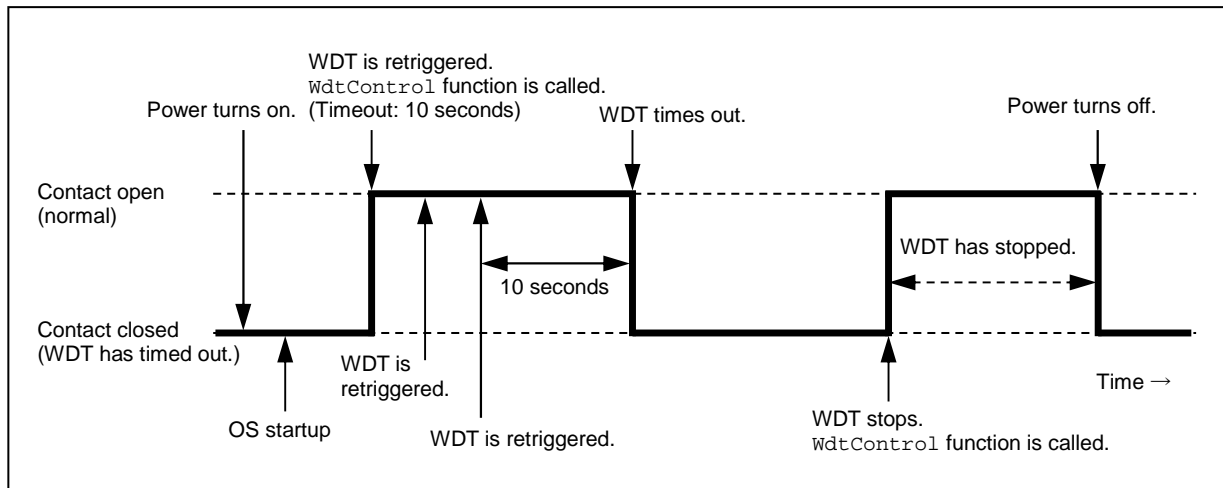 WDT is retriggered.
WdtControl function is called.
(Timeout: 10 seconds)
Power turns on.
WDT times out.
Power turns off.
Contact open
(normal)
WDT has stopped.
10 seconds
Contact closed
(WDT has timed out.)
WDT is
retriggered.
Time →
OS startup
WDT is retriggered.
WDT stops.
WdtControl function is called.